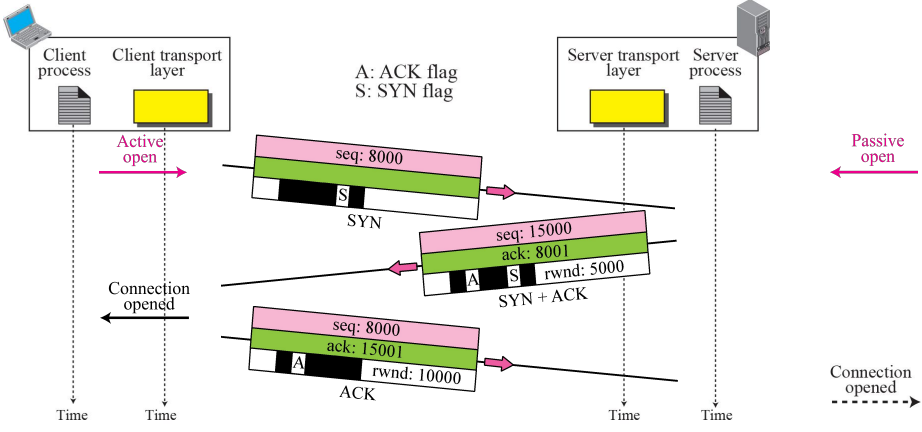 Client process
Client transport layer
Server transport layer
Server process
A: ACK flag
S: SYN flag
Active open
Passive open
seq: 8000
S
SYN
seq: 15000
ack: 8001
A S rwnd: 5000
SYN + ACK
Connection opened
seq: 8000
ack: 15001
A rwnd: 10000
ACK
Connection opened
Time
Time
Time
Time